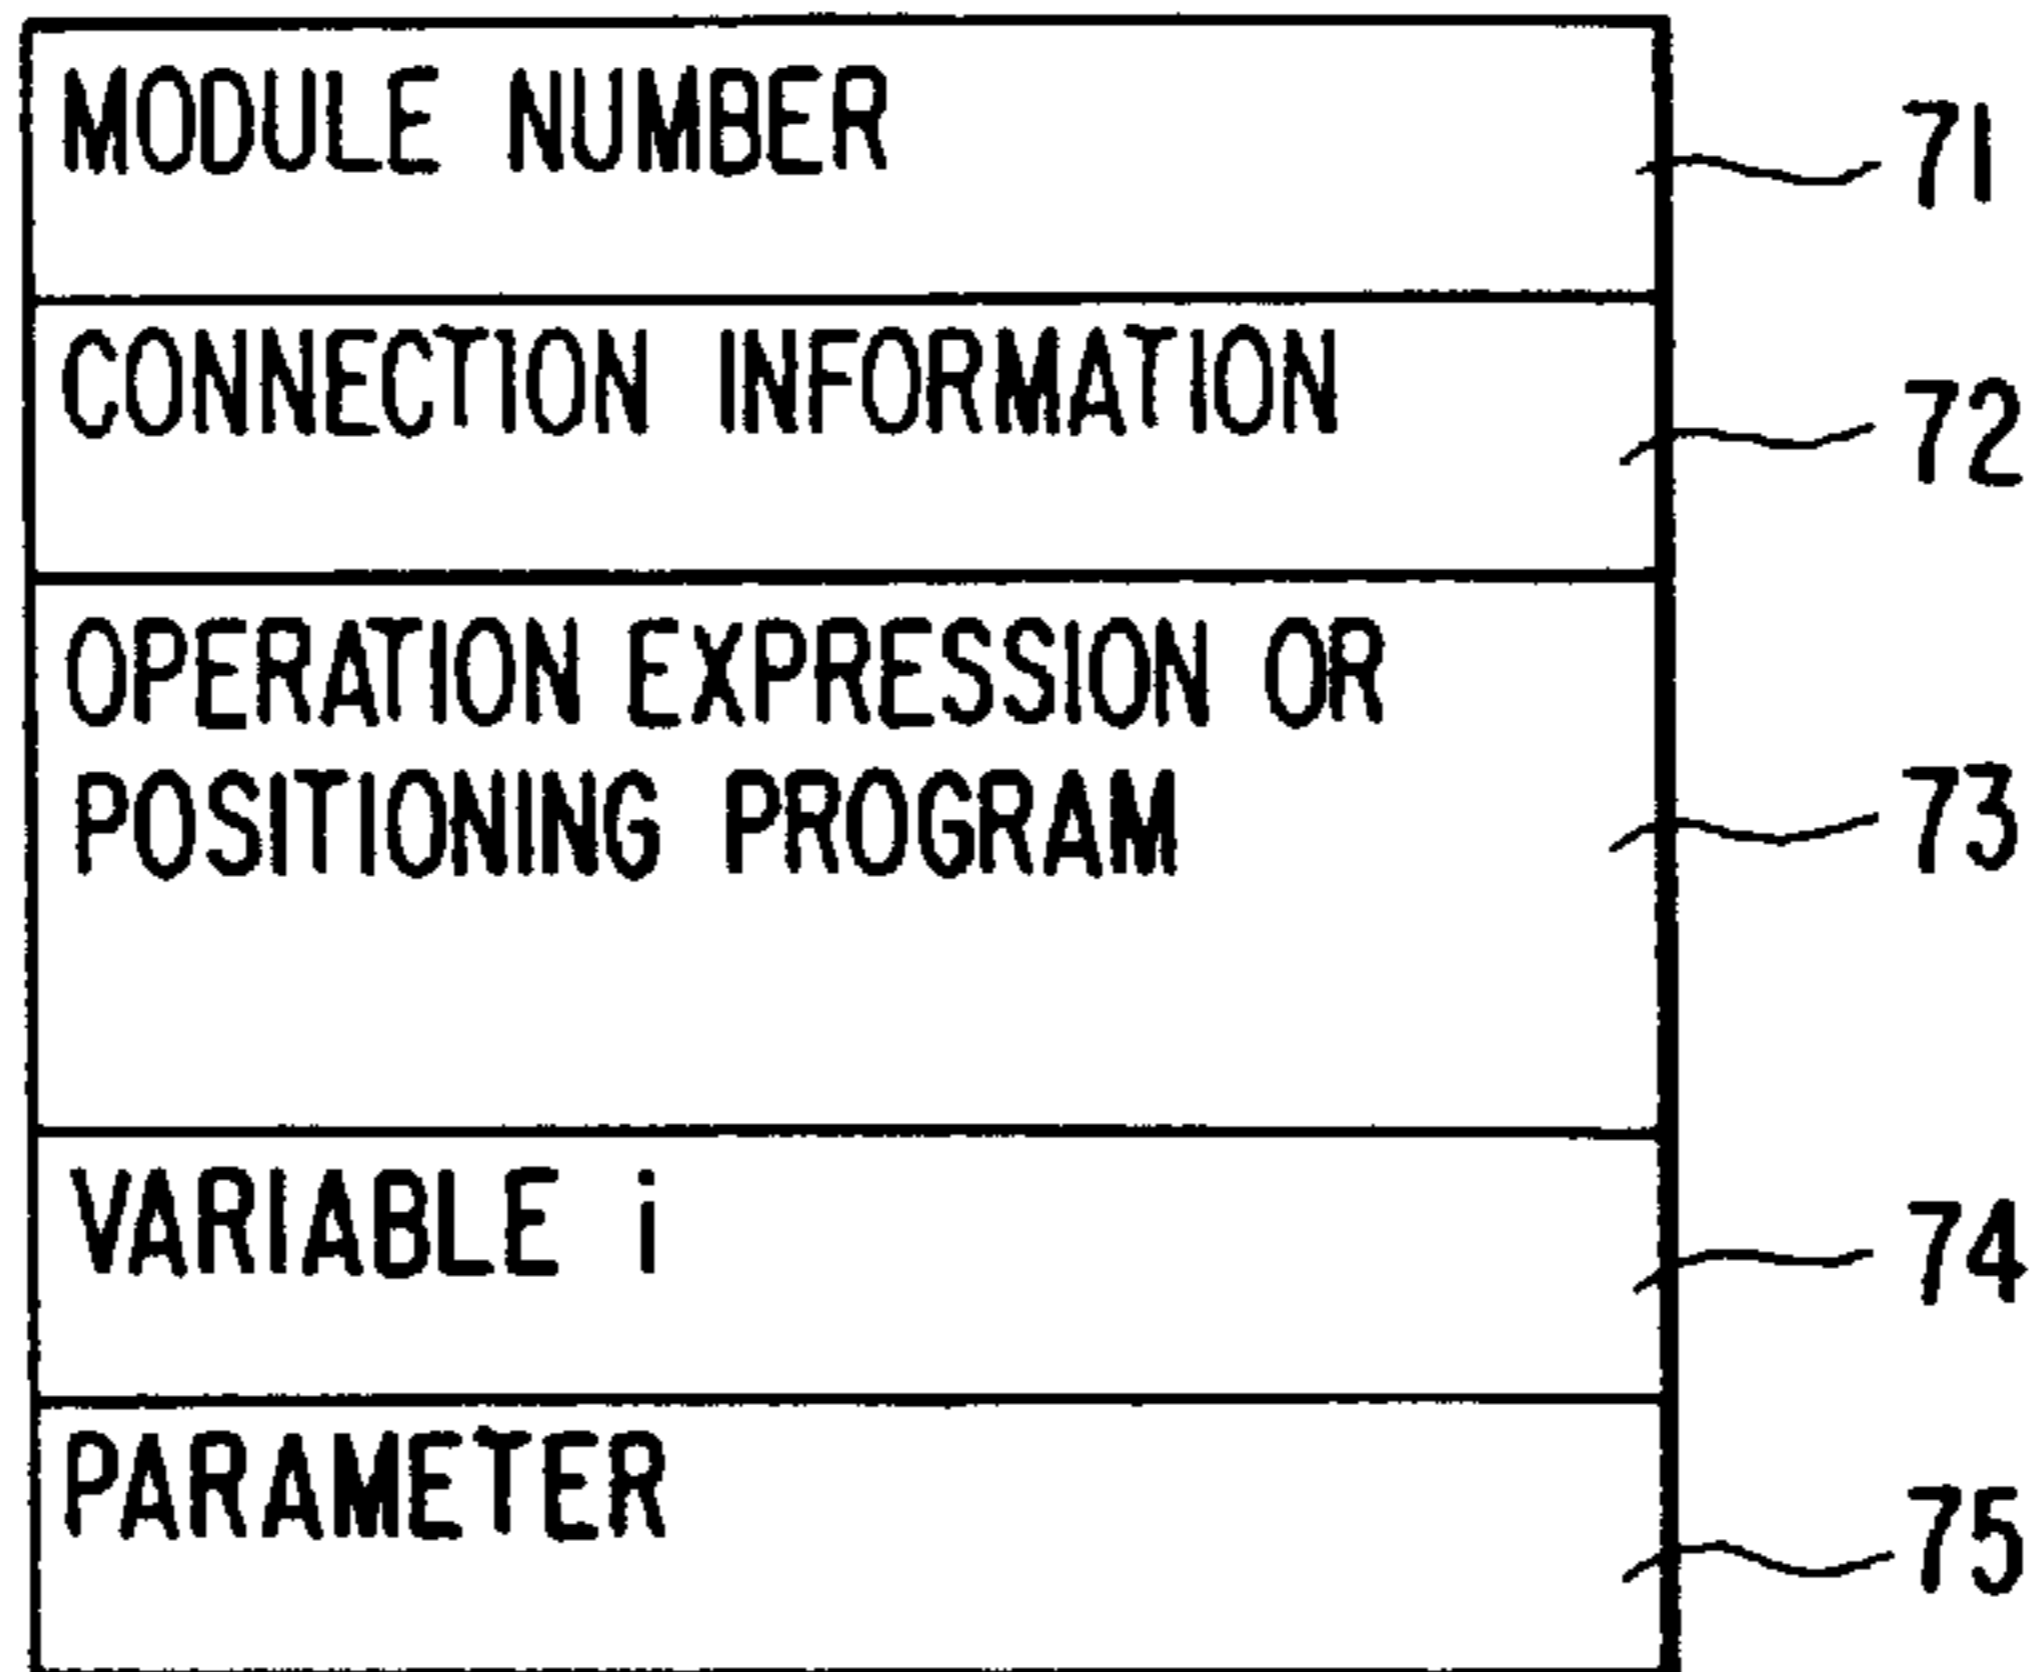 MODULE NUMBER
71
CONNECTION INFORMATION
72
OPERATION EXPRESSION OR
POSITIONING PROGRAM
73
VARIABLE i
74
PARAMETER
75